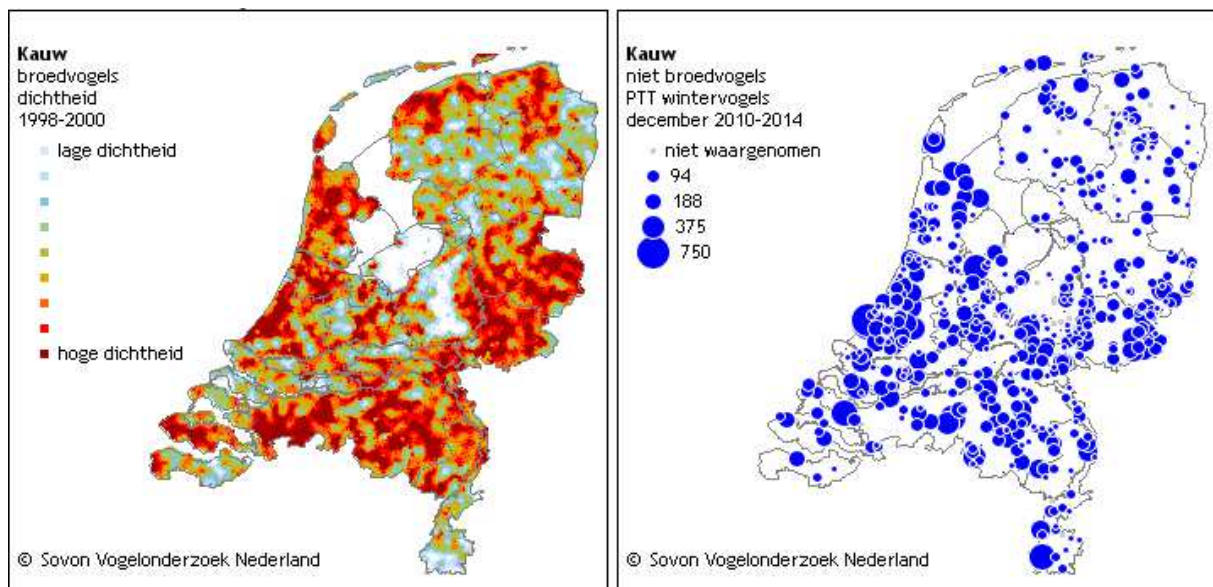 Kauw
broedvogels
dichtheid
1998-2000
lage dichtheid
hoge dichtheid
© Sovon Vogelonderzoek Nederland
Kauw
niet broedvogels
PTT wintervogels
december 2010-2014
niet waargenomen
94
188
375
750
© Sovon Vogelonderzoek Nederland